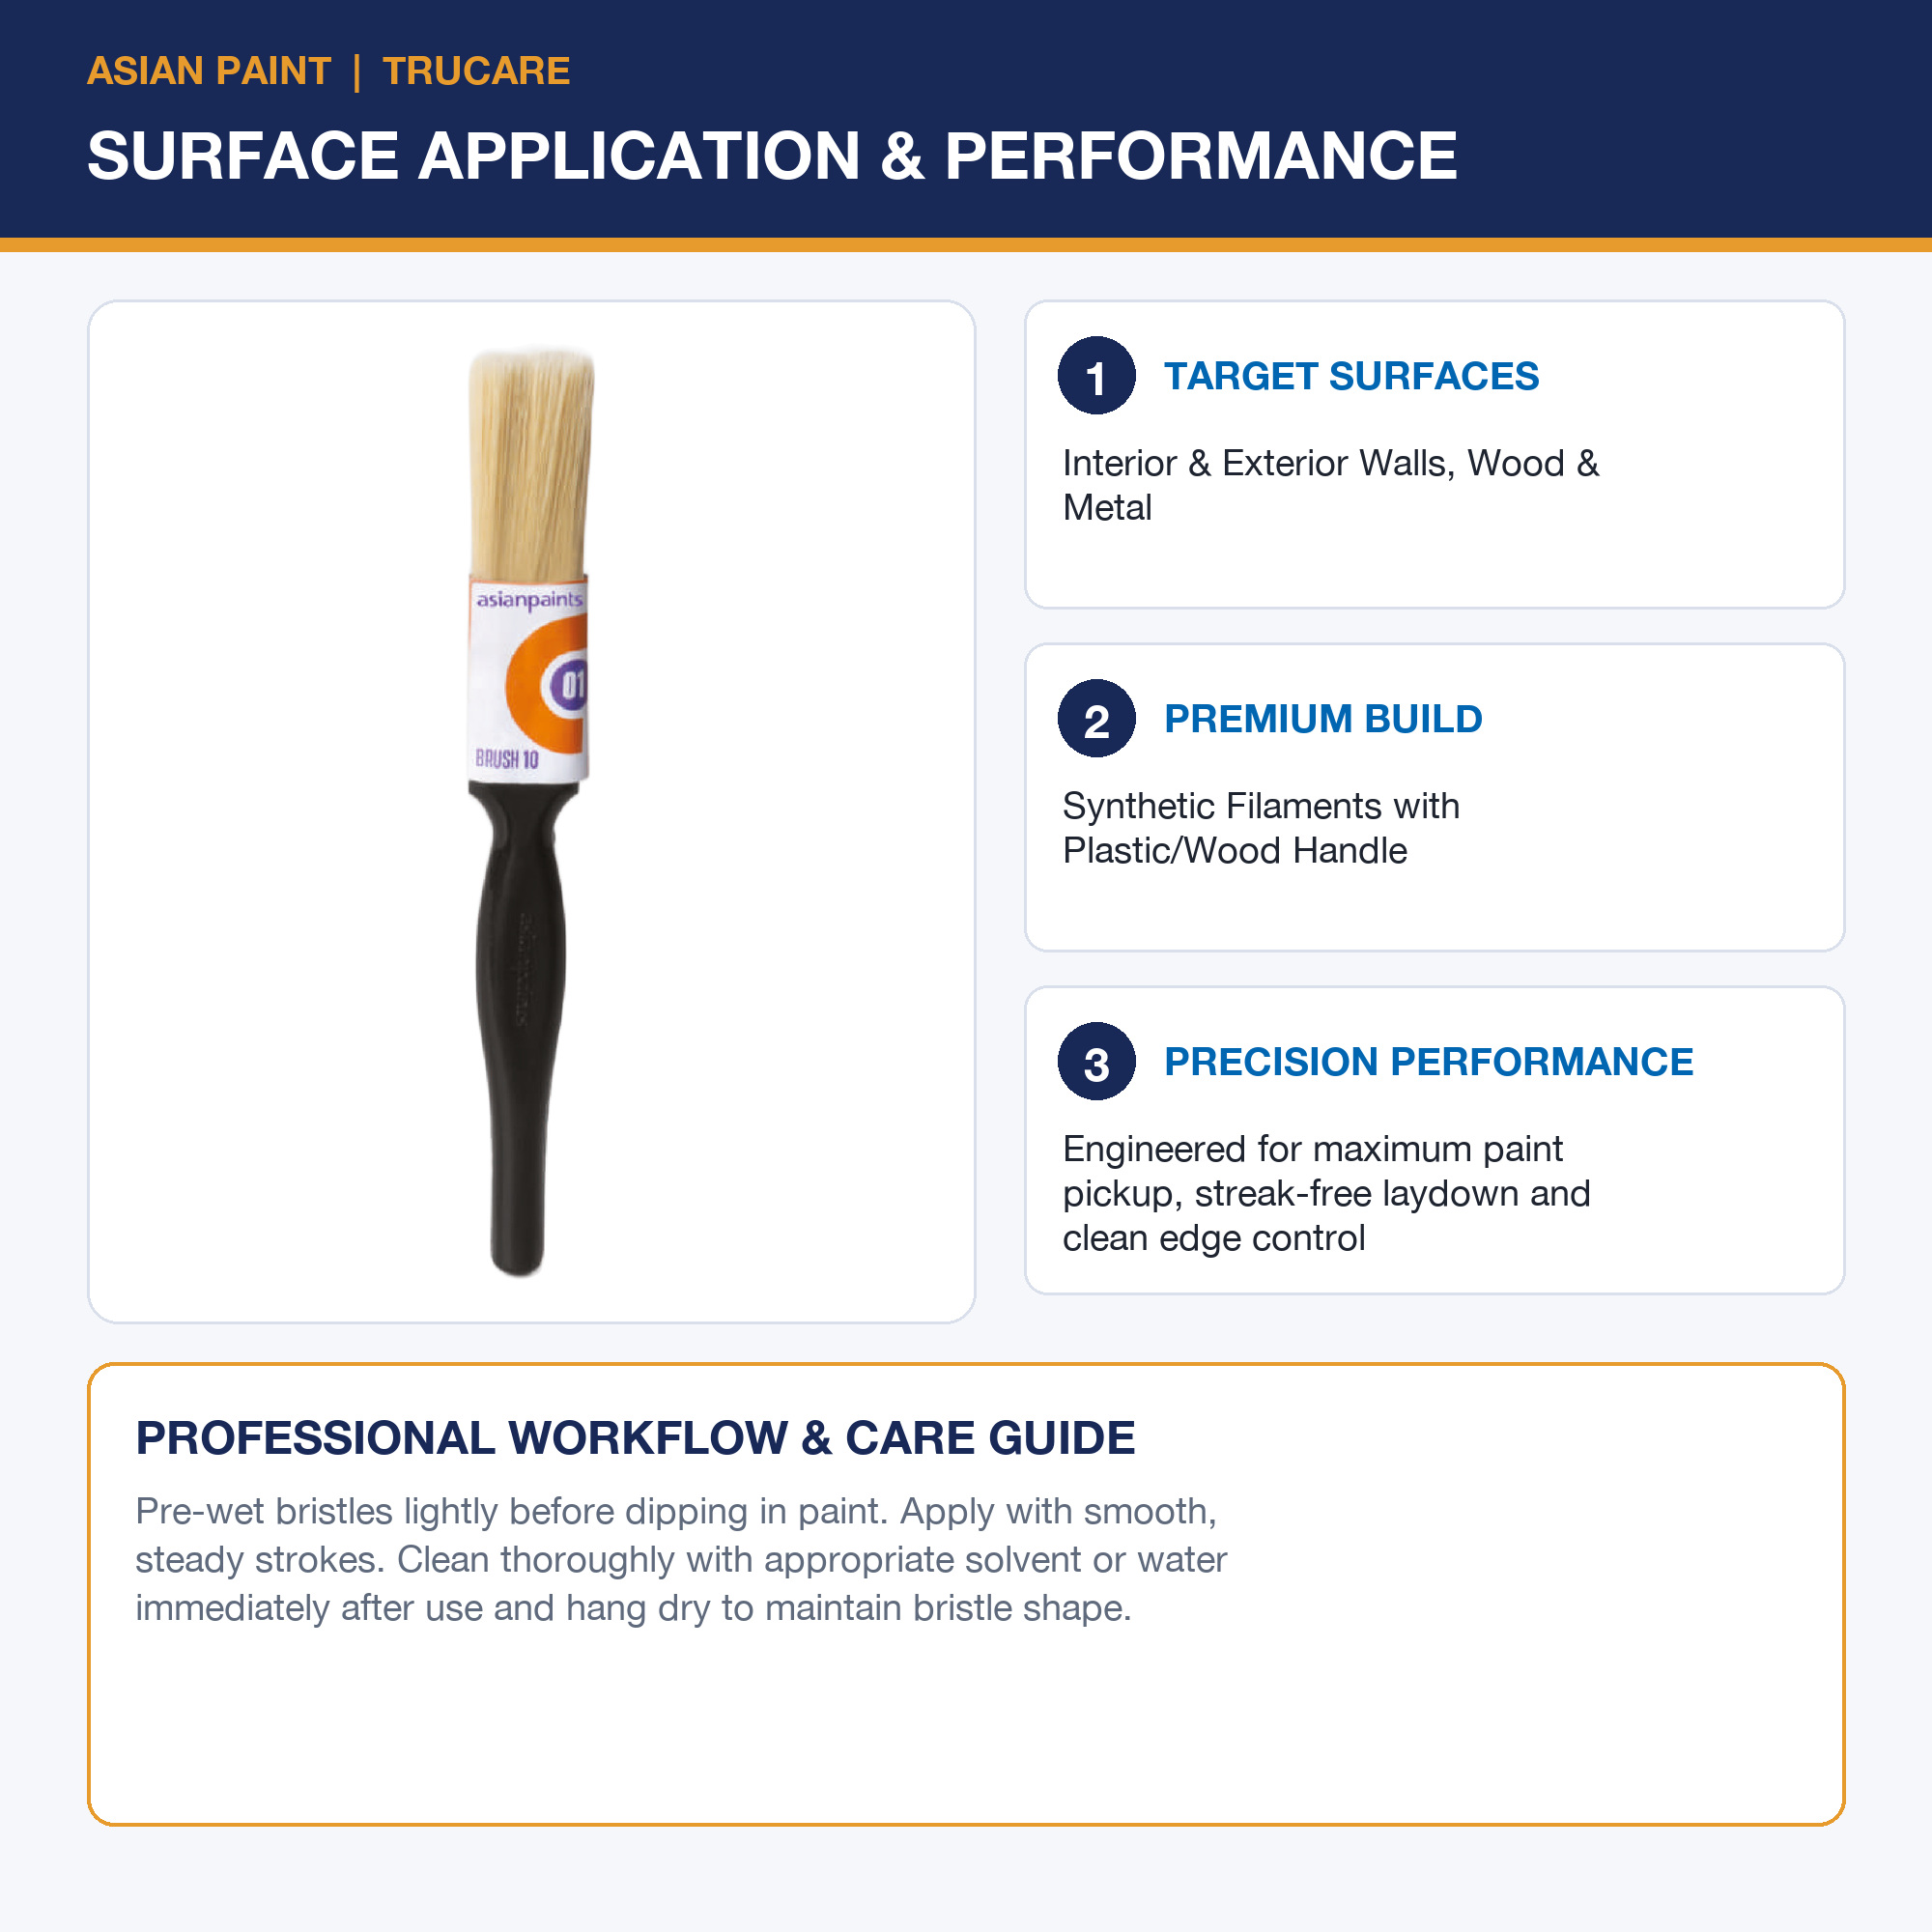 ASIAN PAINT | TRUCARE
SURFACE APPLICATION & PERFORMANCE
asianpaints
01
BRUSH 10
1 TARGET SURFACES
Interior & Exterior Walls, Wood &
Metal
2 PREMIUM BUILD
Synthetic Filaments with
Plastic/Wood Handle
3 PRECISION PERFORMANCE
Engineered for maximum paint
pickup, streak-free laydown and
clean edge control
PROFESSIONAL WORKFLOW & CARE GUIDE
Pre-wet bristles lightly before dipping in paint. Apply with smooth,
steady strokes. Clean thoroughly with appropriate solvent or water
immediately after use and hang dry to maintain bristle shape.